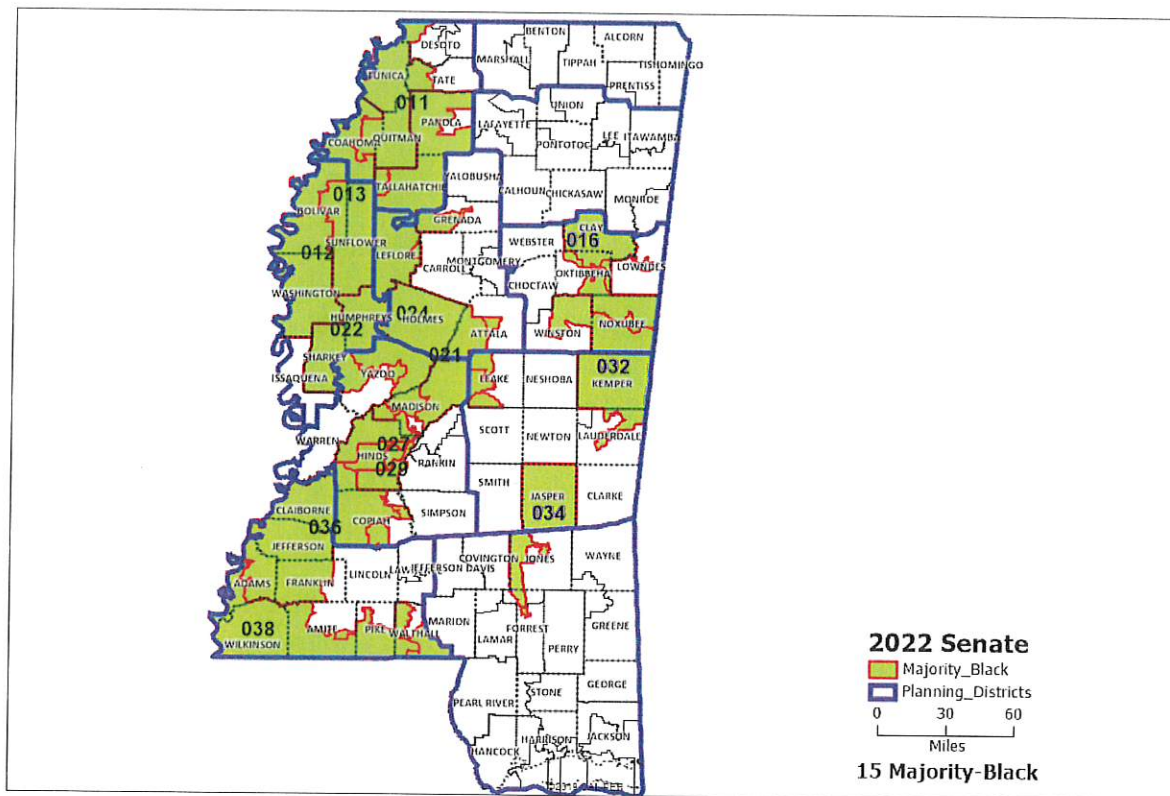 BENTON
ALCORN
DESOTO
MARSHALL
TIPPAH
TISHOMINGO
TUNICA
TATE
PRENTISS
011
UNION
PANOLA
LAFAYETTE
LEE
ITAWAMBA
COAHOMA
QUITMAN
PONTOTOC
YALOBUSHA
TALLAHATCHIE
CALHOUN
CHICKASAW
013
MONROE
BOLIVAR
GRENADA
CLAY
WEBSTER
016
SUNFLOWER
012
LEFLORE
MONTGOMERY
CARROLL
OKTIBBEHA
LOWNDES
CHOCTAW
WASHINGTON
HUMPHREYS
024
HOLMES
022
ATTALA
WINSTON
NOXUBEE
SHARKEY
021
ISSAQUENA
YAZOO
LEAKE
NESHOBA
032
KEMPER
MADISON
WARREN
SCOTT
NEWTON
LAUDERDALE
027
HINDS
RANKIN
029
SMITH
JASPER
CLARKE
CLAIBORNE
COPIAH
SIMPSON
034
036
JEFFERSON
COVINGTON
JONES
WAYNE
ADAMS
FRANKLIN
LINCOLN
JEFFERSON DAVIS
038
WILKINSON
AMITE
PIKE
WALTHALL
MARION
LAMAR
FORREST
PERRY
GREENE
GEORGE
STONE
PEARL RIVER
HARRISON
JACKSON
HANCOCK
2022 Senate
Majority_Black
Planning_Districts
0 30 60
Miles
15 Majority-Black